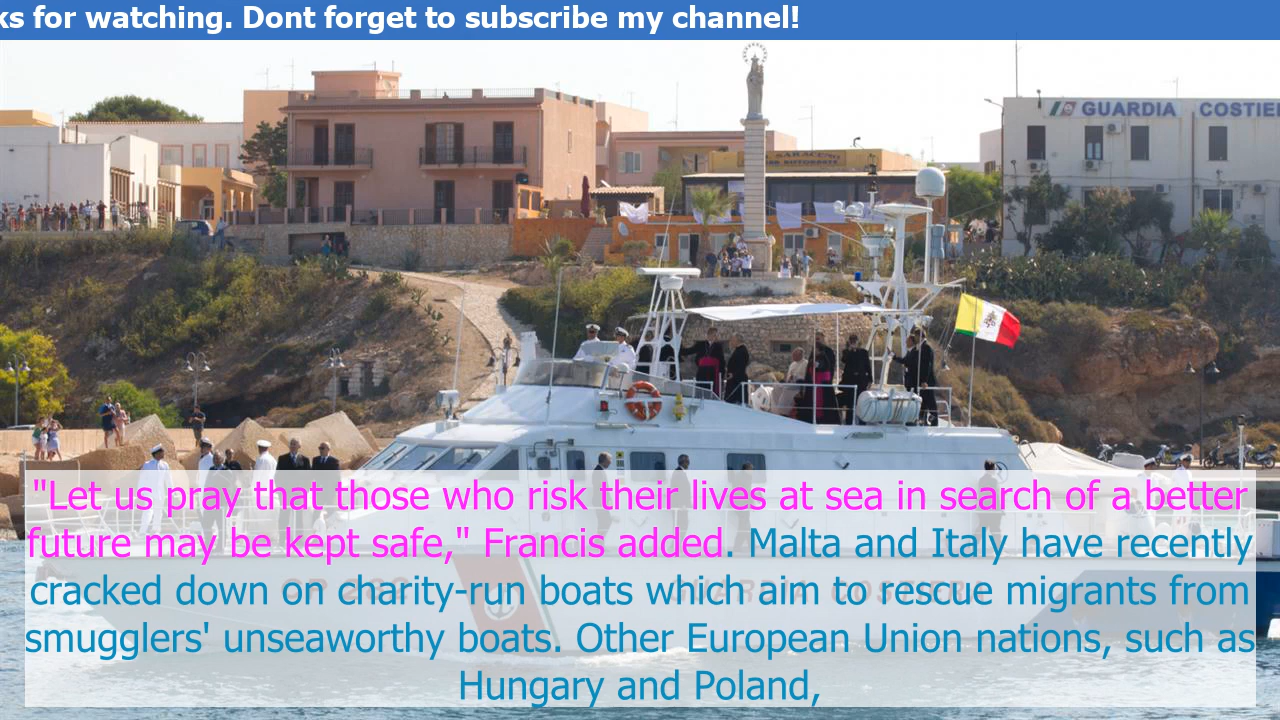 ks for watching. Dont forget to subscribe my channel!
GUARDIA COSTIE
SARACENO
"Let us pray that those who risk their lives at sea in search of a better
future may be kept safe," Francis added. Malta and Italy have recently
cracked down on charity-run boats which aim to rescue migrants from
smugglers' unseaworthy boats. Other European Union nations, such as
Hungary and Poland,